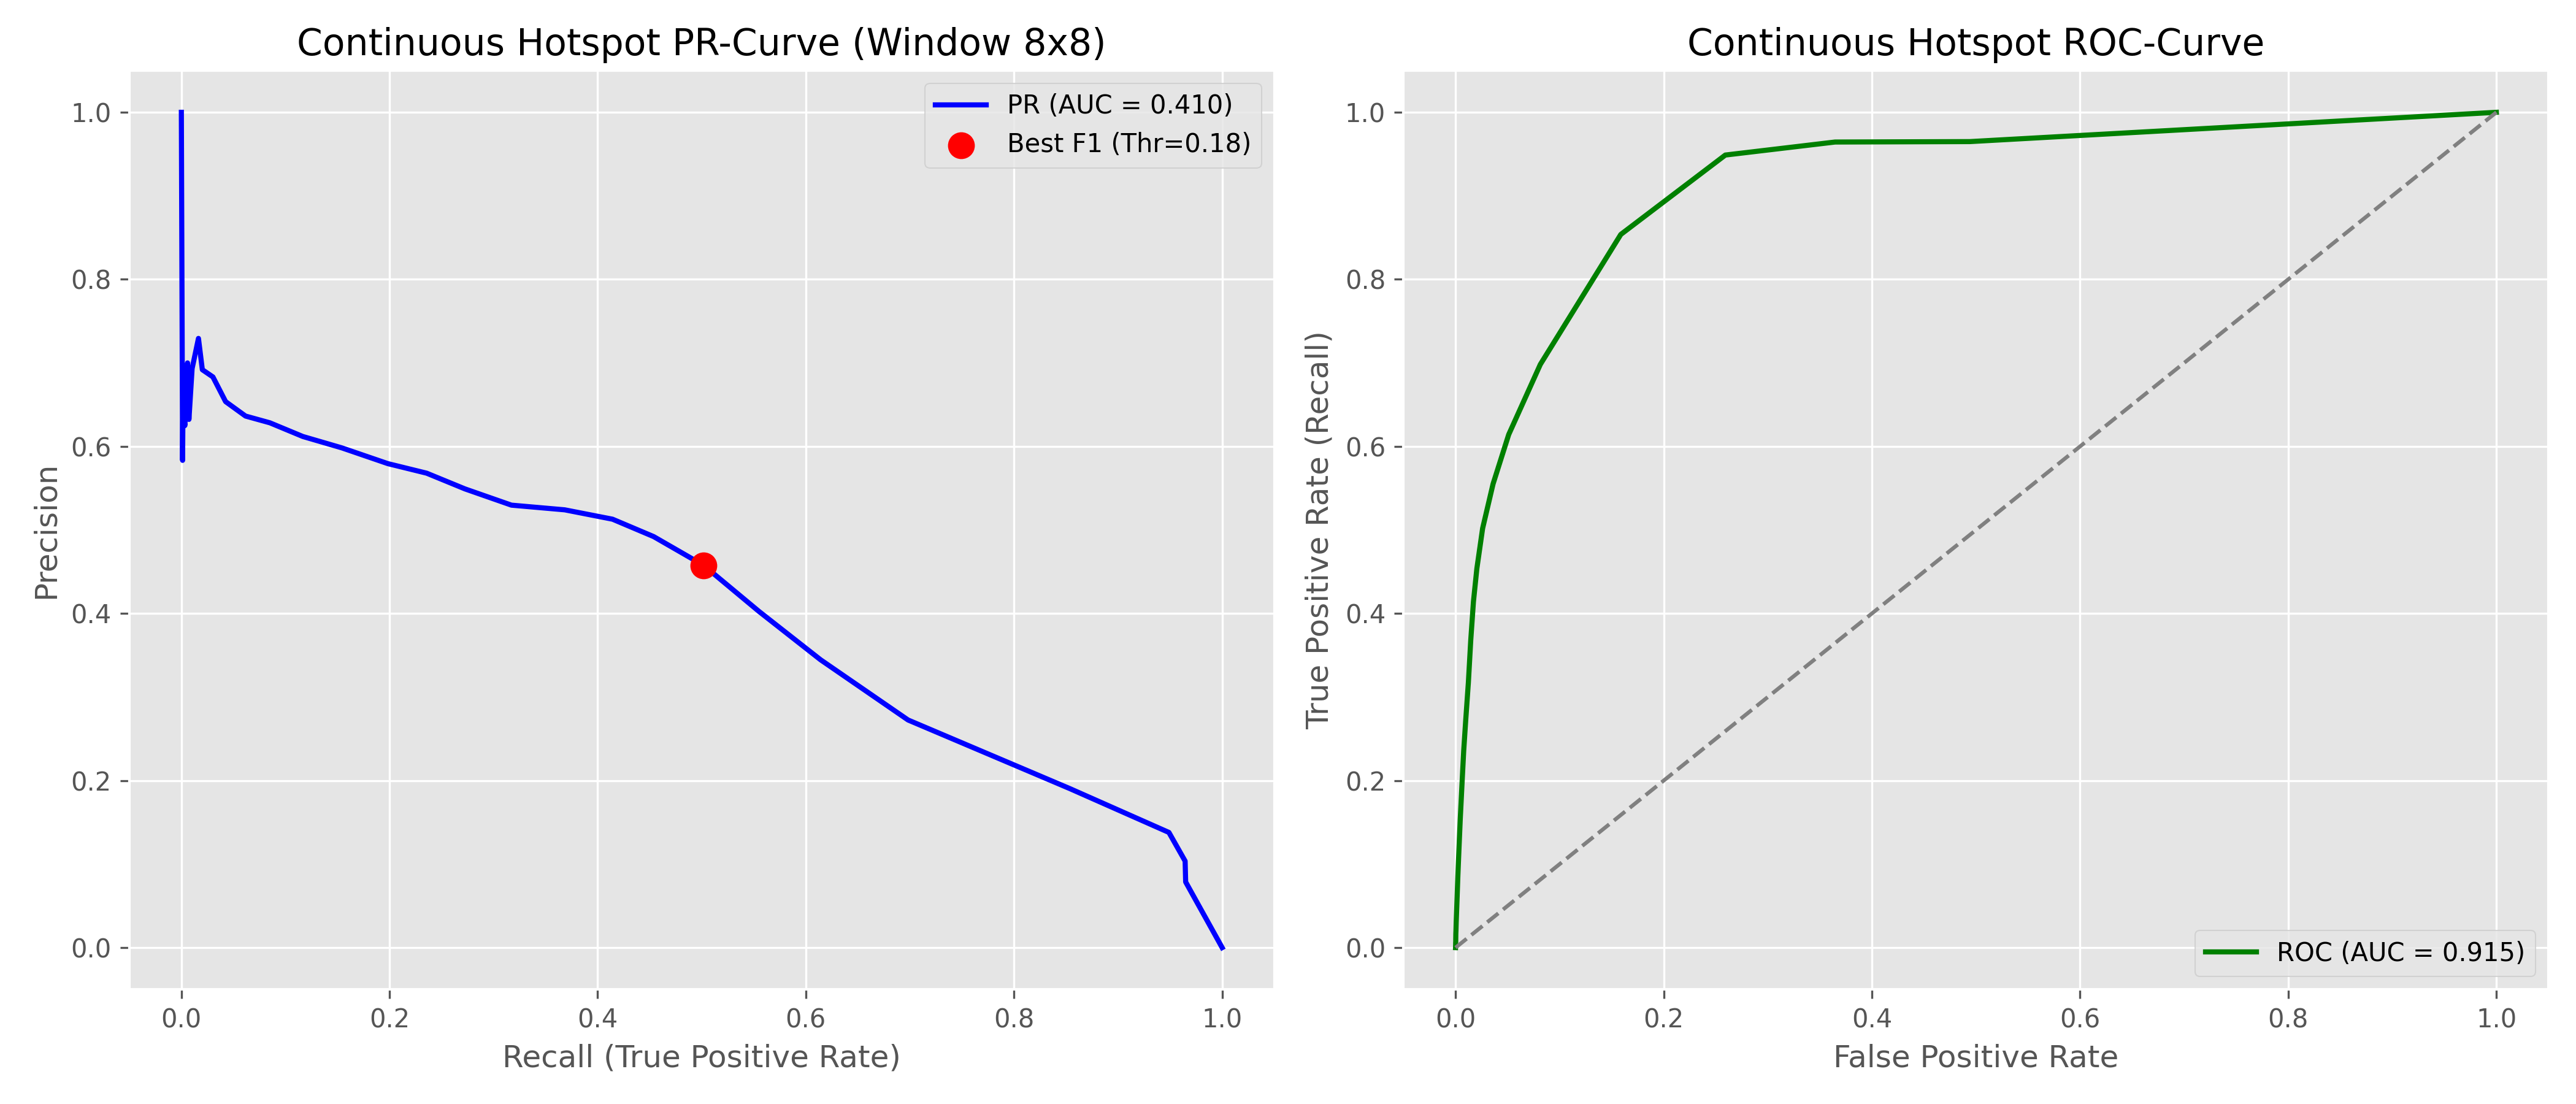 Continuous Hotspot PR-Curve (Window 8x8)
PR (AUC = 0.410)
Best F1 (Thr=0.18)
1.0
0.8
0.6
0.4
0.2
0.0
Precision
0.0 0.2 0.4 0.6 0.8 1.0
Recall (True Positive Rate)
Continuous Hotspot ROC-Curve
1.0
0.8
0.6
0.4
0.2
0.0
True Positive Rate (Recall)
ROC (AUC = 0.915)
0.0 0.2 0.4 0.6 0.8 1.0
False Positive Rate